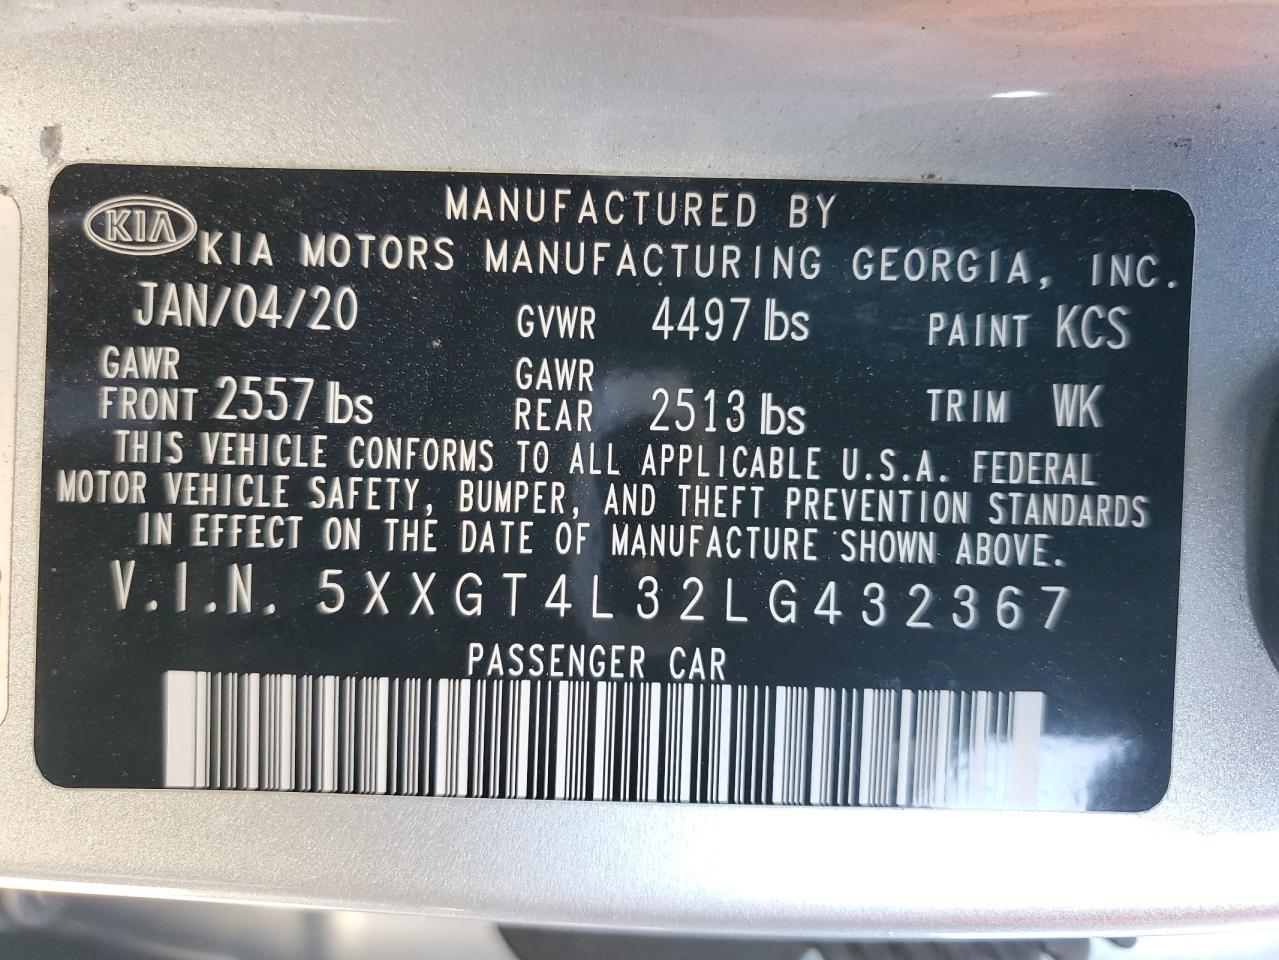 MANUFACTURED BY
KIA KIA MOTORS MANUFACTURING GEORGIA, INC.
JAN/04/20 GVWR 4497 lbs PAINT KCS
GAWR FRONT 2557 lbs GAWR REAR 2513 lbs TRIM WK
THIS VEHICLE CONFORMS TO ALL APPLICABLE U.S.A. FEDERAL
MOTOR VEHICLE SAFETY, BUMPER, AND THEFT PREVENTION STANDARDS
IN EFFECT ON THE DATE OF MANUFACTURE SHOWN ABOVE.
V.I.N. 5XXGT4L32LG432367
PASSENGER CAR